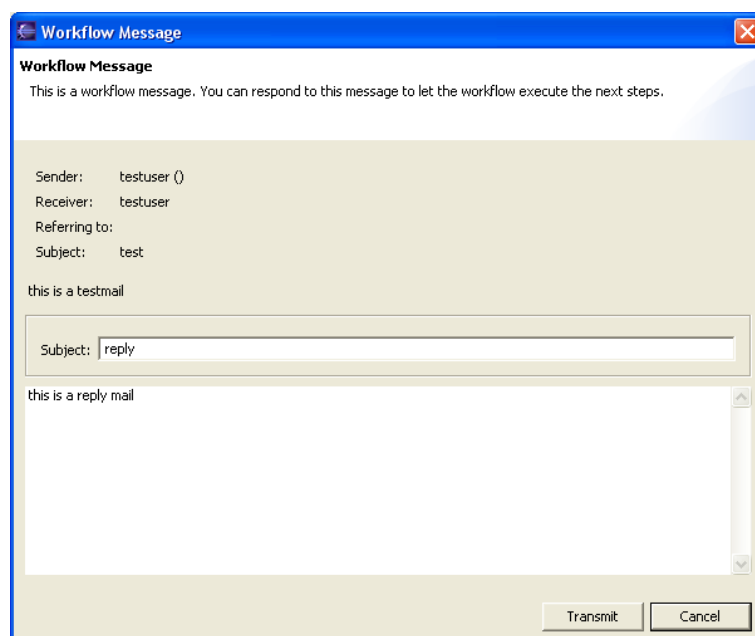 Workflow Message
Workflow Message
This is a workflow message. You can respond to this message to let the workflow execute the next steps.
Sender: testuser ()
Receiver: testuser
Referring to:
Subject: test
this is a testmail
Subject: reply
this is a reply mail
Transmit Cancel